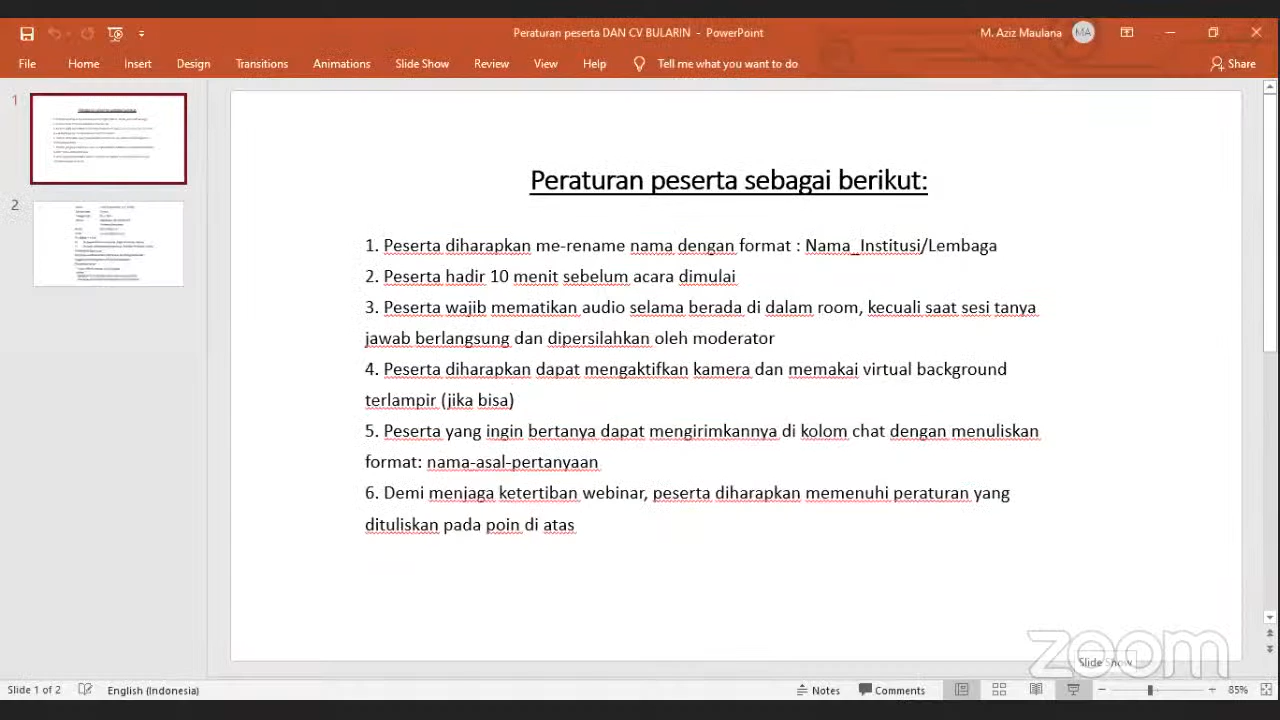 Peraturan peserta DAN CV BULARIN - PowerPoint
M. Aziz Maulana
MA
File
Home
Insert
Design
Transitions
Animations
Slide Show
Review
View
Help
Tell me what you want to do
Share
1
2
Peraturan peserta sebagai berikut:
1. Peserta diharapkan me-rename nama dengan format : Nama_Institusi/Lembaga
2. Peserta hadir 10 menit sebelum acara dimulai
3. Peserta wajib mematikan audio selama berada di dalam room, kecuali saat sesi tanya
jawab berlangsung dan dipersilahkan oleh moderator
4. Peserta diharapkan dapat mengaktifkan kamera dan memakai virtual background
terlampir (jika bisa)
5. Peserta yang ingin bertanya dapat mengirimkannya di kolom chat dengan menuliskan
format: nama-asal-pertanyaan
6. Demi menjaga ketertiban webinar, peserta diharapkan memenuhi peraturan yang
dituliskan pada poin di atas
zoom
Slide Show
Slide 1 of 2
English (Indonesia)
Notes
Comments
85%